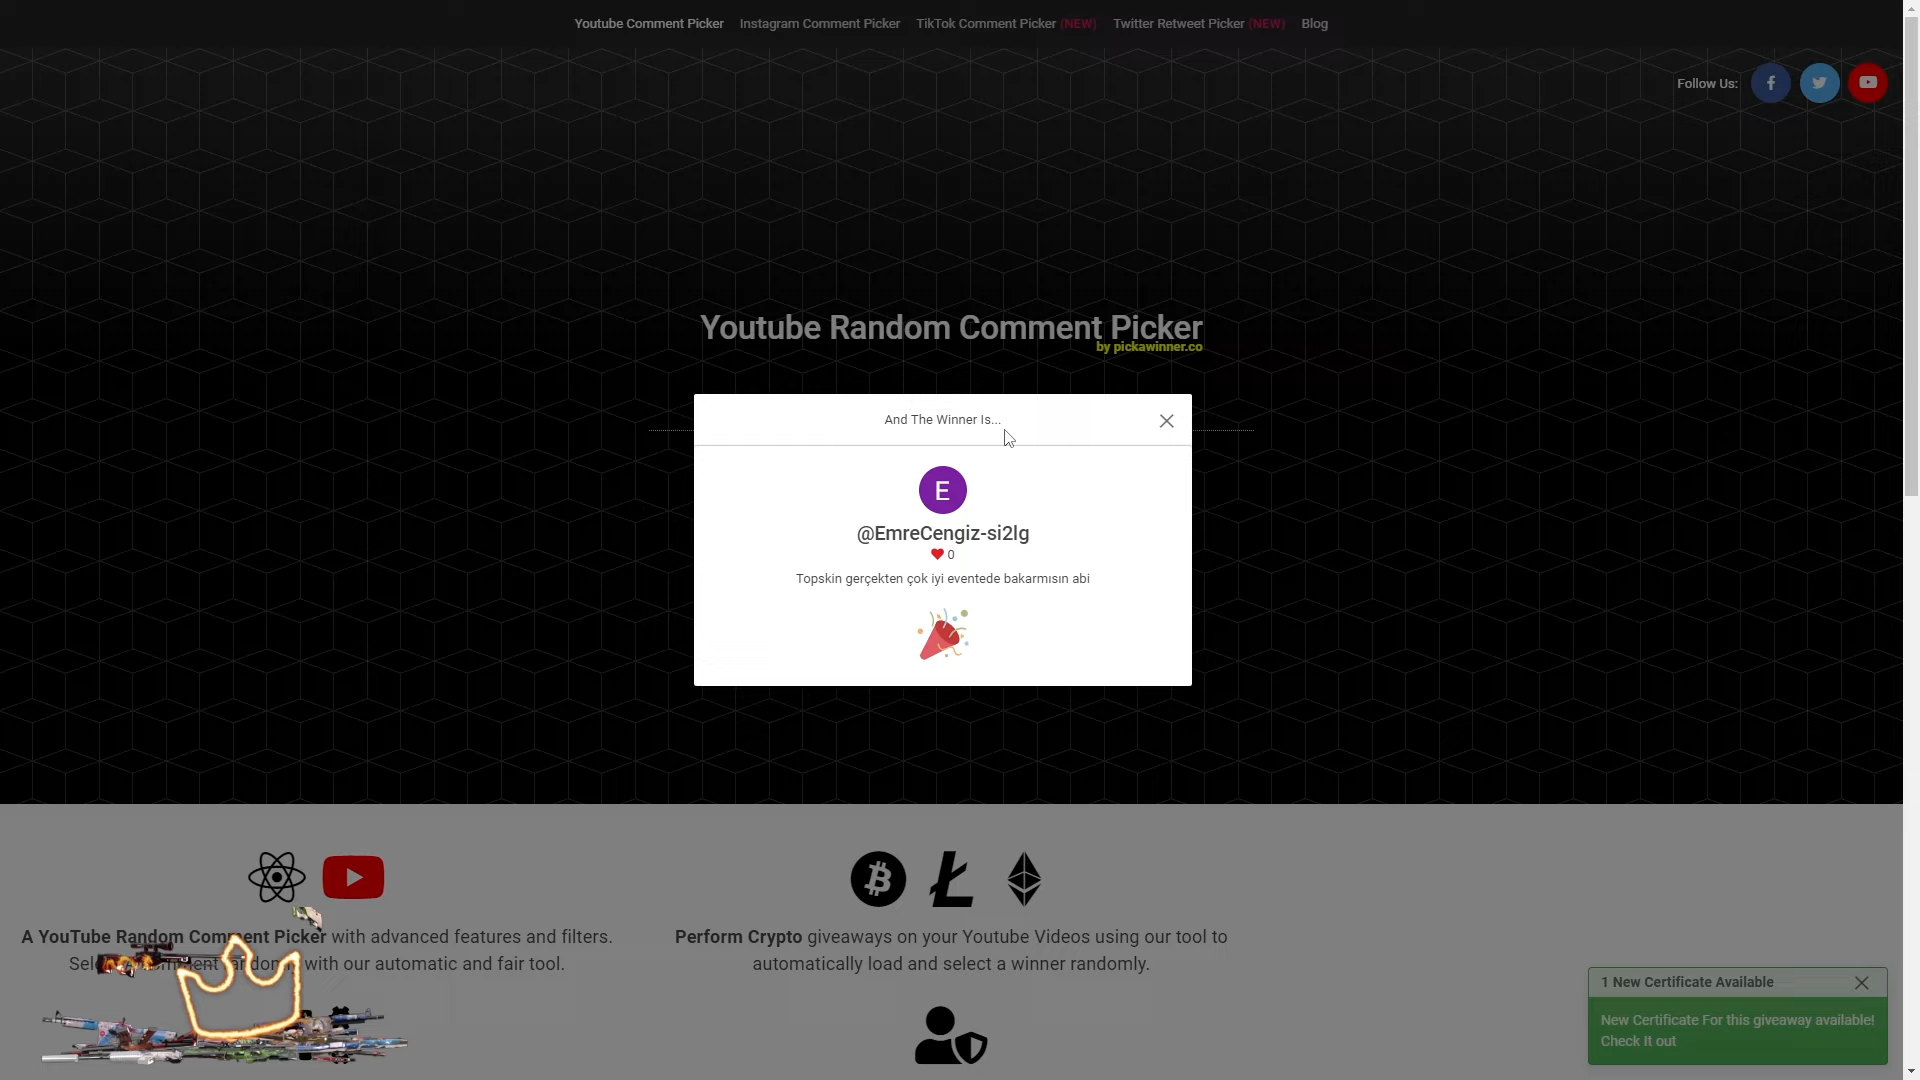 Youtube Comment Picker Instagram Comment Picker TikTok Comment Picker (NEW) Twitter Retweet Picker (NEW) Blog
Follow Us:
Youtube Random Comment Picker
by pickawinner.co
And The Winner Is...
E
@EmreCengiz-si2lg
0
Topskin gerçekten çok iyi eventede bakarmısın abi
A YouTube Random Comment Picker with advanced features and filters.
with our automatic and fair tool.
Perform Crypto giveaways on your Youtube Videos using our tool to
automatically load and select a winner randomly.
1 New Certificate Available
New Certificate For this giveaway available!
Check It out